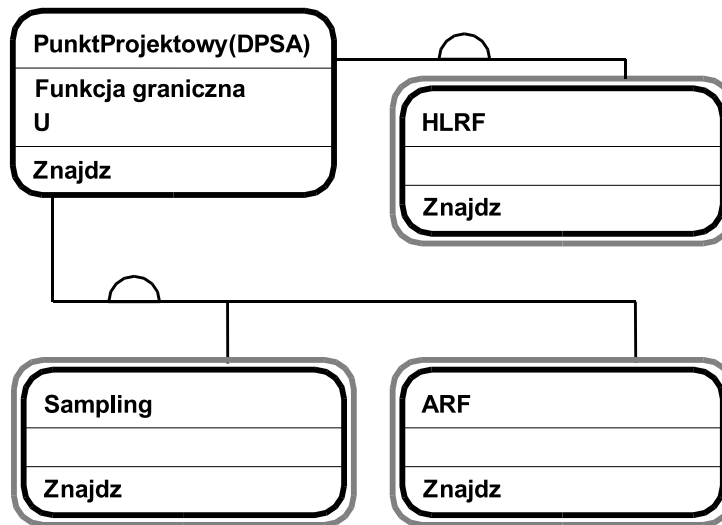 PunktProjektowy(DPSA)
Funkcja graniczna
U
Znajdz
HLRF
Znajdz
Sampling
Znajdz
ARF
Znajdz